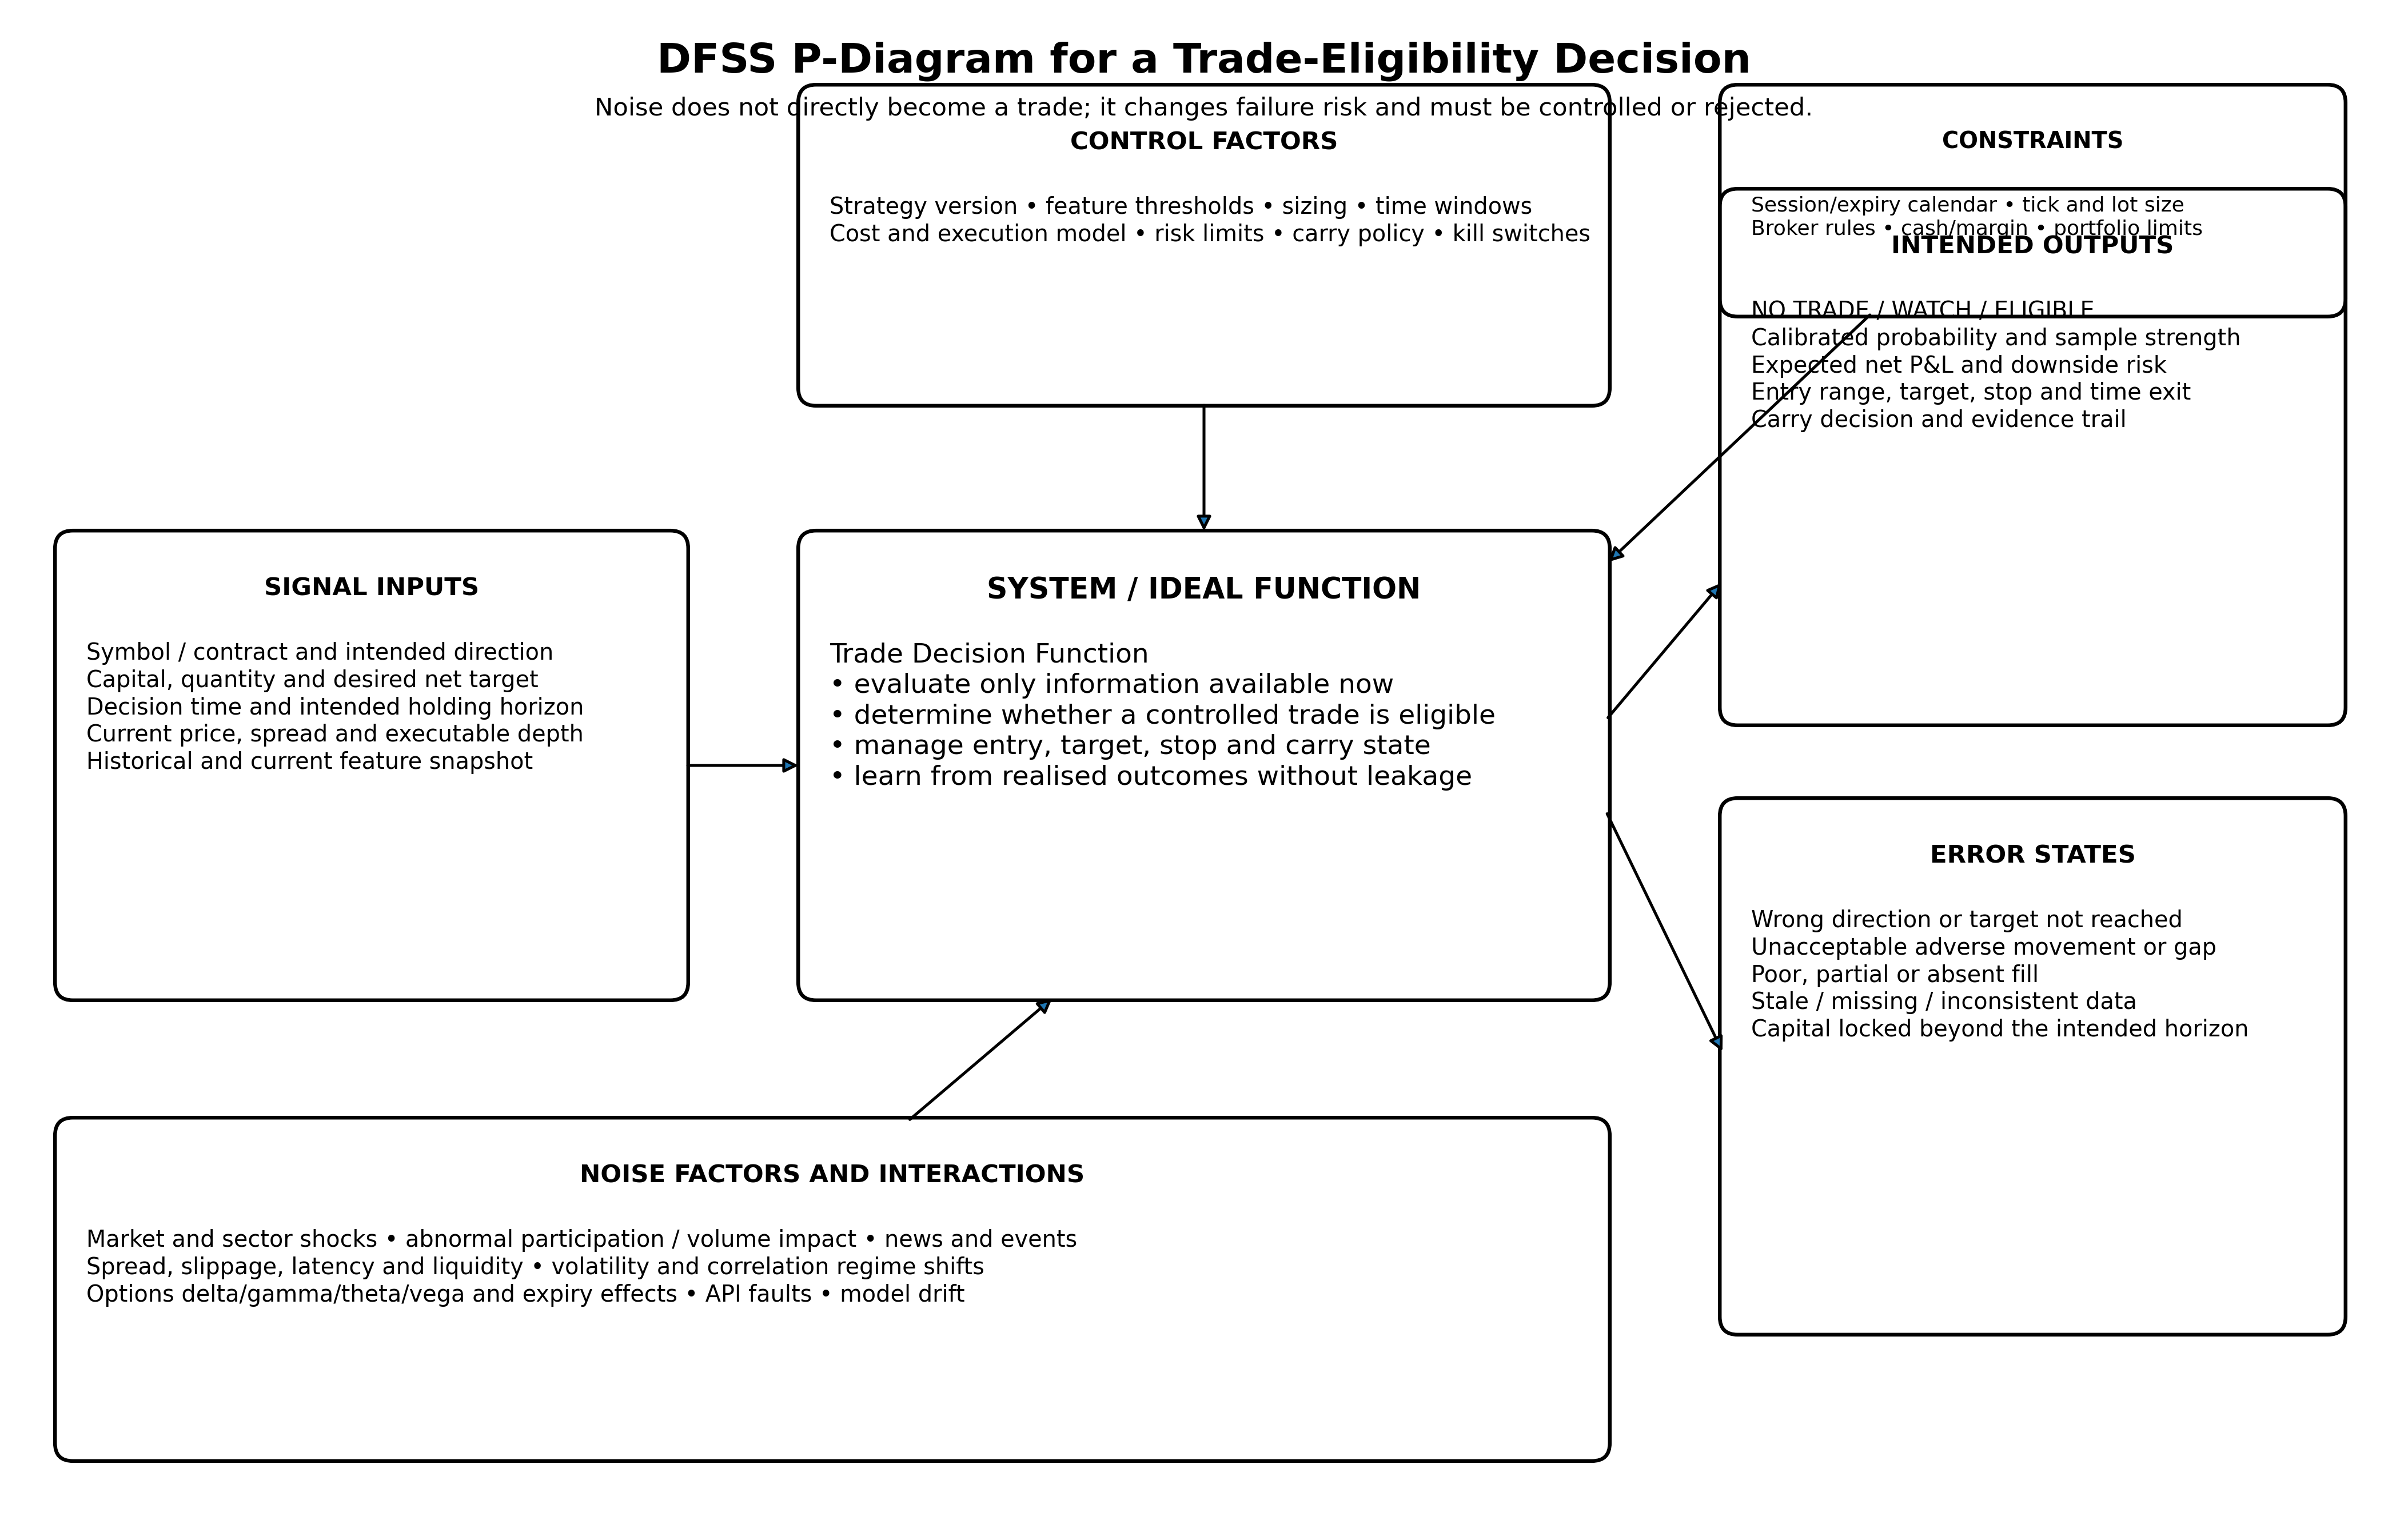 DFSS P-Diagram for a Trade-Eligibility Decision
Noise does not directly become a trade; it changes failure risk and must be controlled or rejected.
CONTROL FACTORS
Strategy version • feature thresholds • sizing • time windows
Cost and execution model • risk limits • carry policy • kill switches
CONSTRAINTS
Session/expiry calendar • tick and lot size
Broker rules • cash/margin • portfolio limits
INTENDED OUTPUTS
NO TRADE / WATCH / ELIGIBLE
Calibrated probability and sample strength
Expected net P&L and downside risk
Entry range, target, stop and time exit
Carry decision and evidence trail
SIGNAL INPUTS
Symbol / contract and intended direction
Capital, quantity and desired net target
Decision time and intended holding horizon
Current price, spread and executable depth
Historical and current feature snapshot
SYSTEM / IDEAL FUNCTION
Trade Decision Function
• evaluate only information available now
• determine whether a controlled trade is eligible
• manage entry, target, stop and carry state
• learn from realised outcomes without leakage
ERROR STATES
Wrong direction or target not reached
Unacceptable adverse movement or gap
Poor, partial or absent fill
Stale / missing / inconsistent data
Capital locked beyond the intended horizon
NOISE FACTORS AND INTERACTIONS
Market and sector shocks • abnormal participation / volume impact • news and events
Spread, slippage, latency and liquidity • volatility and correlation regime shifts
Options delta/gamma/theta/vega and expiry effects • API faults • model drift